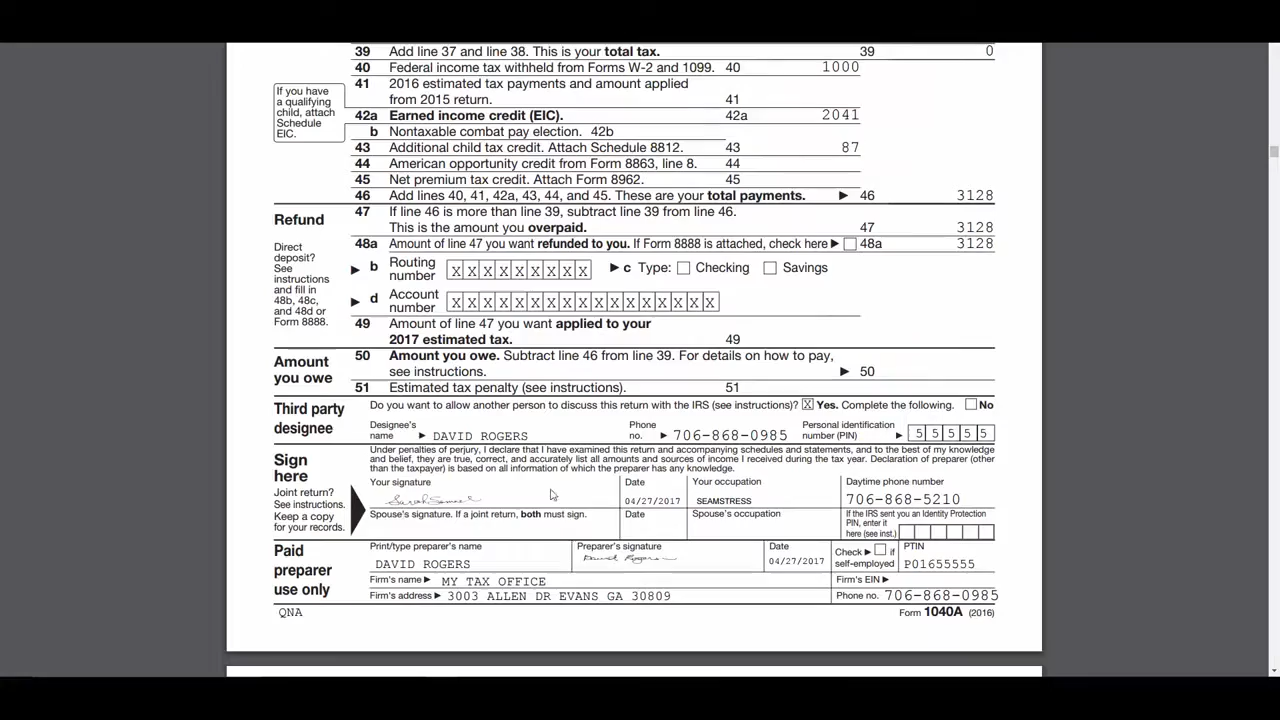 39 Add line 37 and line 38. This is your total tax. 39 0
40 Federal income tax withheld from Forms W-2 and 1099. 40 1000
If you have a qualifying child, attach Schedule EIC.
41 2016 estimated tax payments and amount applied
from 2015 return. 41
42a Earned income credit (EIC). 42a 2041
b Nontaxable combat pay election. 42b
43 Additional child tax credit. Attach Schedule 8812. 43 87
44 American opportunity credit from Form 8863, line 8. 44
45 Net premium tax credit. Attach Form 8962. 45
46 Add lines 40, 41, 42a, 43, 44, and 45. These are your total payments. ▶ 46 3128
Refund
47 If line 46 is more than line 39, subtract line 39 from line 46.
This is the amount you overpaid. 47 3128
Direct deposit? See instructions and fill in 48b, 48c, and 48d or Form 8888.
48a Amount of line 47 you want refunded to you. If Form 8888 is attached, check here ▶ 48a 3128
▶ b Routing number X X X X X X X X X ▶ c Type: Checking Savings
▶ d Account number X X X X X X X X X X X X X X X X X
49 Amount of line 47 you want applied to your
2017 estimated tax. 49
Amount you owe
50 Amount you owe. Subtract line 46 from line 39. For details on how to pay,
see instructions. ▶ 50
51 Estimated tax penalty (see instructions). 51
Third party designee
Do you want to allow another person to discuss this return with the IRS (see instructions)? X Yes. Complete the following. No
Designee's name ▶ DAVID ROGERS Phone no. ▶ 706-868-0985 Personal identification number (PIN) ▶ 5 5 5 5 5
Sign here
Under penalties of perjury, I declare that I have examined this return and accompanying schedules and statements, and to the best of my knowledge
and belief, they are true, correct, and accurately list all amounts and sources of income I received during the tax year. Declaration of preparer (other
than the taxpayer) is based on all information of which the preparer has any knowledge.
Joint return? See instructions. Keep a copy for your records.
Your signature Date Your occupation Daytime phone number
04/27/2017 SEAMSTRESS 706-868-5210
Spouse's signature. If a joint return, both must sign. Date Spouse's occupation If the IRS sent you an Identity Protection PIN, enter it here (see inst.)
Paid preparer use only
Print/type preparer's name Preparer's signature Date Check ▶ if self-employed PTIN
DAVID ROGERS David Rogers 04/27/2017 P01655555
Firm's name ▶ MY TAX OFFICE Firm's EIN ▶
Firm's address ▶ 3003 ALLEN DR EVANS GA 30809 Phone no. 706-868-0985
QNA Form 1040A (2016)